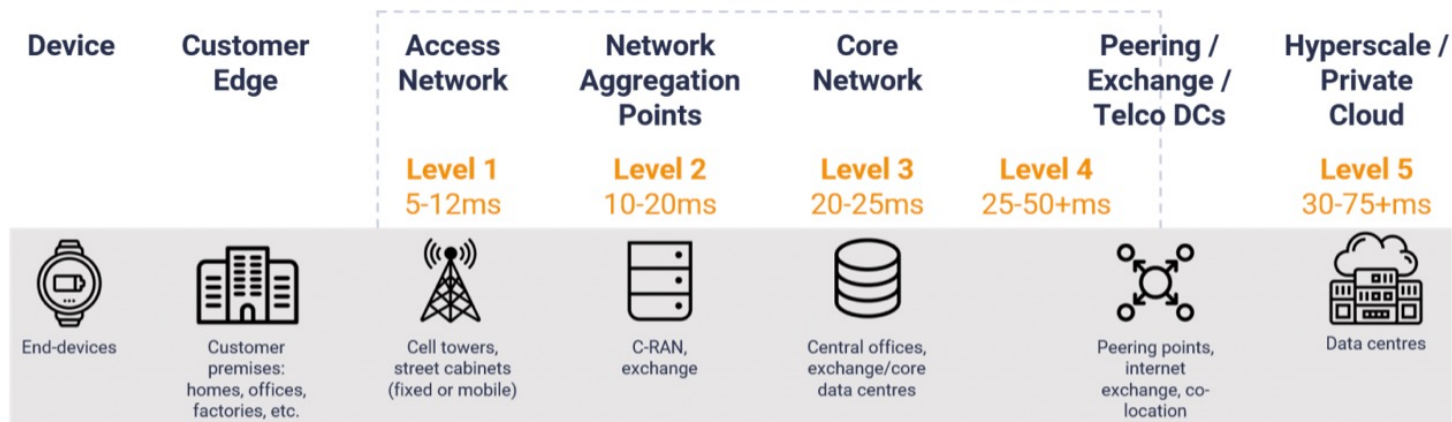 Device
Customer
Edge
Access
Network
Network
Aggregation
Points
Core
Network
Peering /
Exchange /
Telco DCs
Hyperscale /
Private
Cloud
Level 1
5-12ms
Level 2
10-20ms
Level 3
20-25ms
Level 4
25-50+ms
Level 5
30-75+ms
End-devices
Customer
premises:
homes, offices,
factories, etc.
Cell towers,
street cabinets
(fixed or mobile)
C-RAN,
exchange
Central offices,
exchange/core
data centres
Peering points,
internet
exchange, co-
location
Data centres